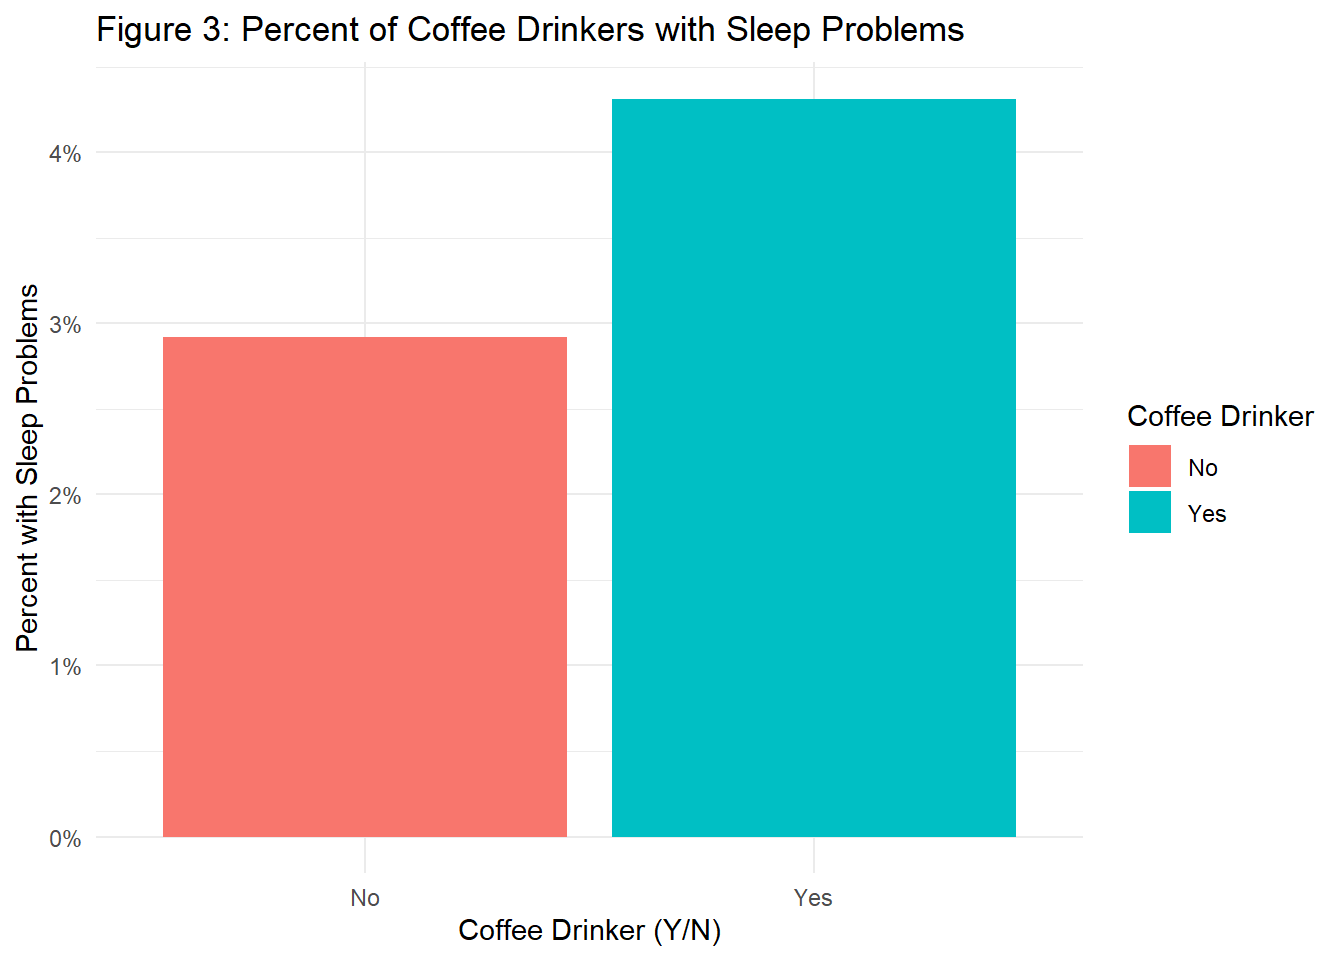 Figure 3: Percent of Coffee Drinkers with Sleep Problems
Percent with Sleep Problems
4%
3%
2%
1%
0%
No
Yes
Coffee Drinker (Y/N)
Coffee Drinker
No
Yes